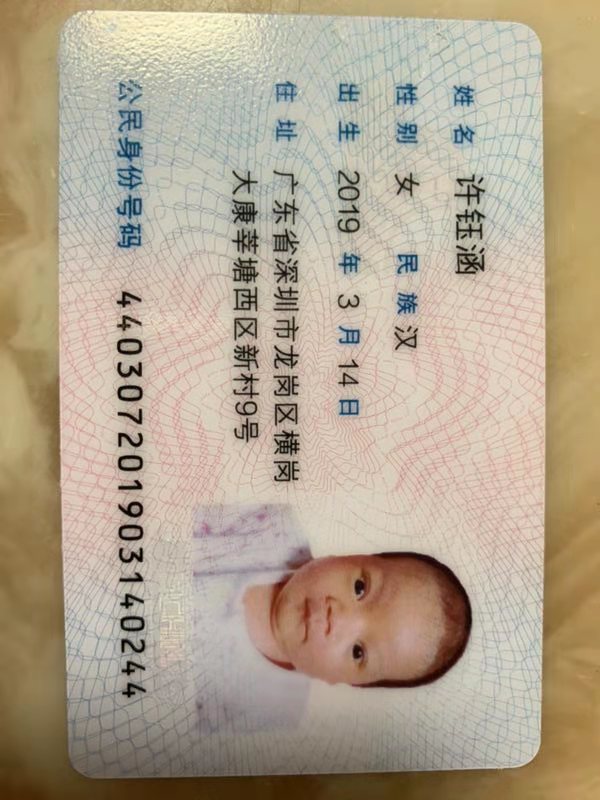 姓名 许钰涵
性别 女 民族 汉
出生 2019 年 3 月 14 日
住址 广东省深圳市龙岗区横岗
大康莘塘西区新村9号
公民身份号码 440307201903140244